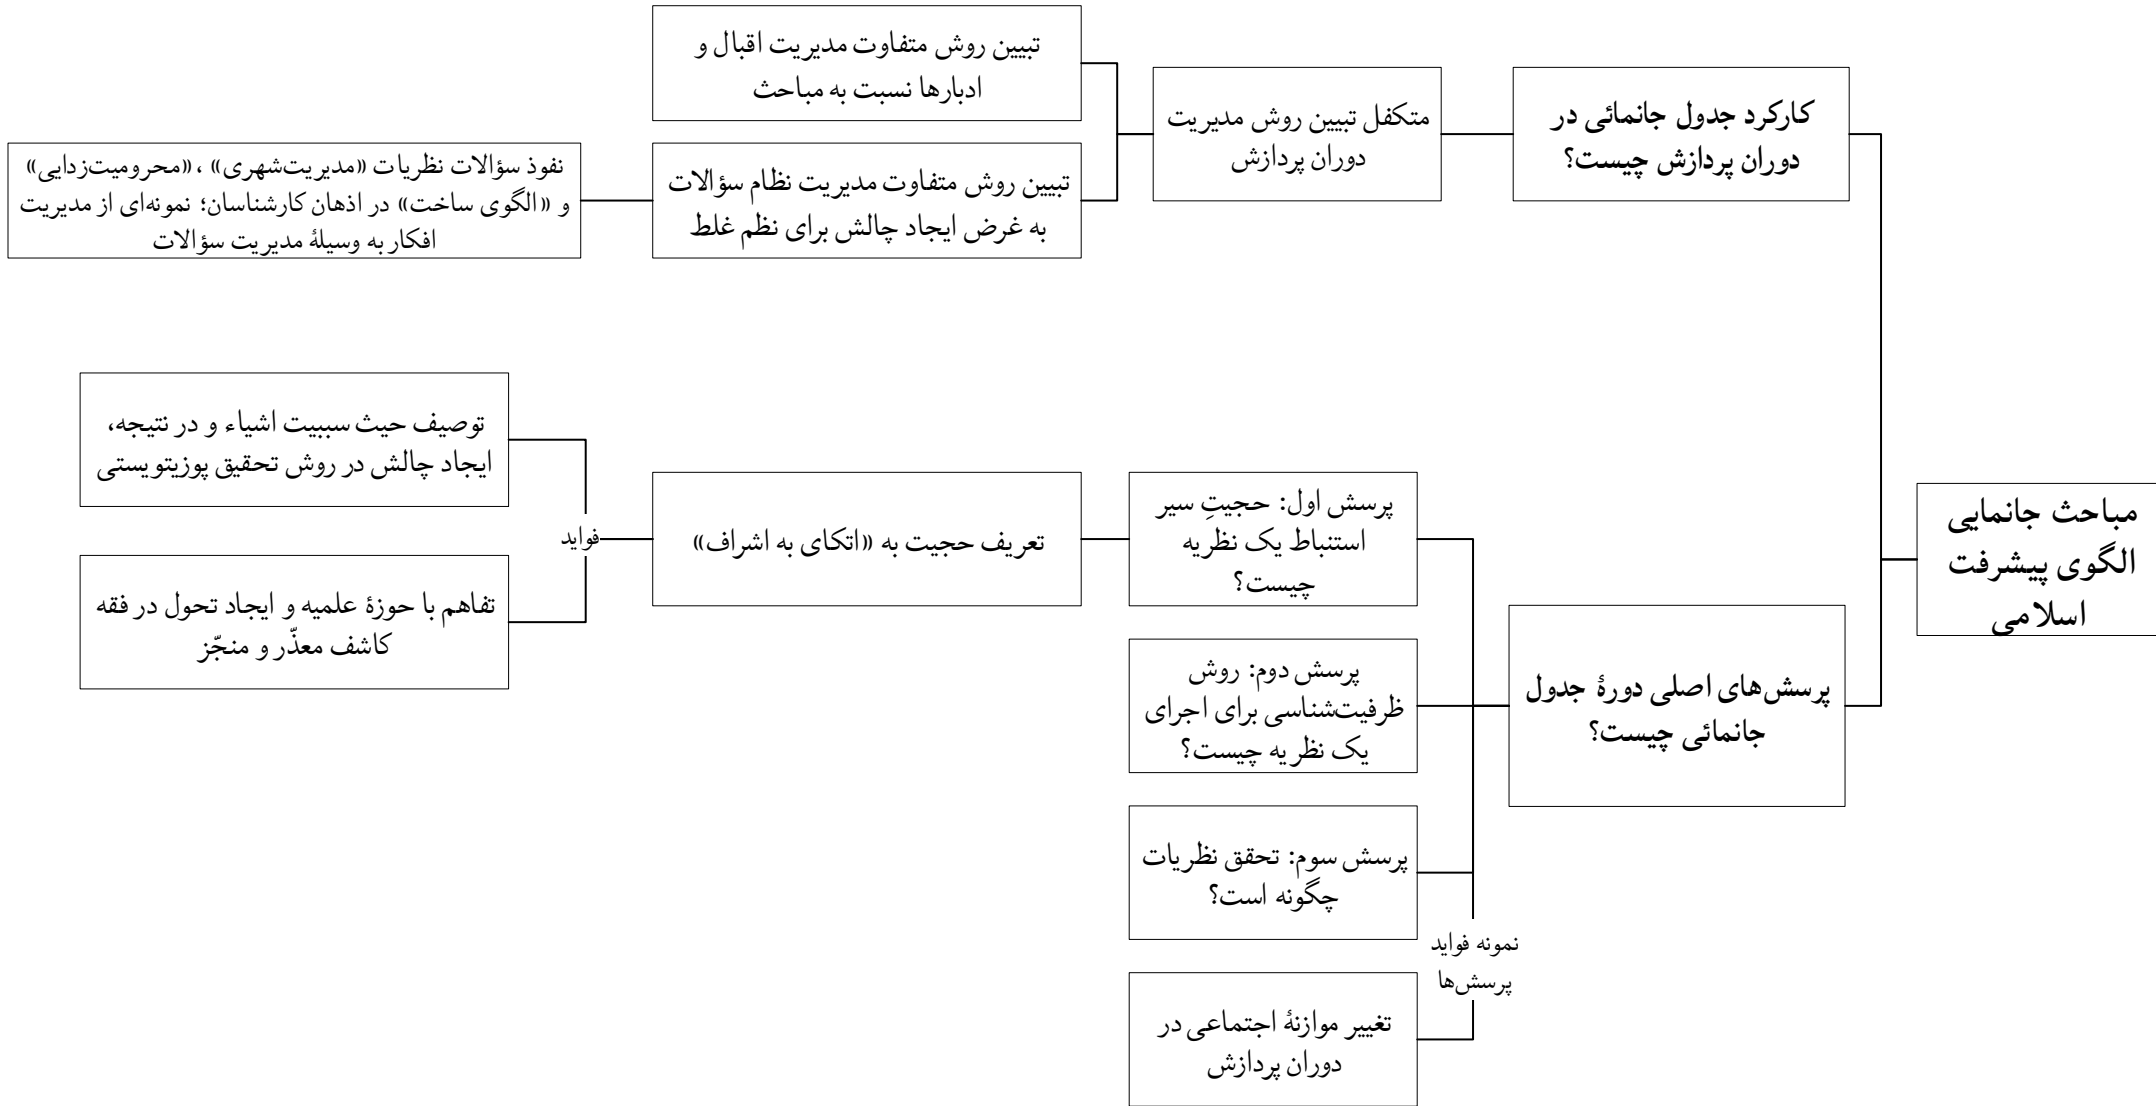 مباحث جانمایی
الگوی پیشرفت
اسلامی
کارکرد جدول جانمائی در
دوران پردازش چیست؟
متکفل تبیین روش مدیریت
دوران پردازش
تبیین روش متفاوت مدیریت اقبال و
ادبارها نسبت به مباحث
تبیین روش متفاوت مدیریت نظام سؤالات
به غرض ایجاد چالش برای نظم غلط
نفوذ سؤالات نظریات «مدیریت‌شهری» ، «محرومیت‌زدایی»
و «الگوی ساخت» در اذهان کارشناسان؛ نمونه‌ای از مدیریت
افکار به وسیلهٔ مدیریت سؤالات
پرسش‌های اصلی دورهٔ جدول
جانمائی چیست؟
پرسش اول: حجیتِ سیر
استنباط یک نظریه
چیست؟
تعریف حجیت به «اتکای به اشراف»
فواید
توصیف حیث سببیت اشیاء و در نتیجه،
ایجاد چالش در روش تحقیق پوزیتویستی
تفاهم با حوزهٔ علمیه و ایجاد تحول در فقه
کاشف معذّر و منجّز
پرسش دوم: روش
ظرفیت‌شناسی برای اجرای
یک نظریه چیست؟
پرسش سوم: تحقق نظریات
چگونه است؟
نمونه فواید
پرسش‌ها
تغییر موازنهٔ اجتماعی در
دوران پردازش